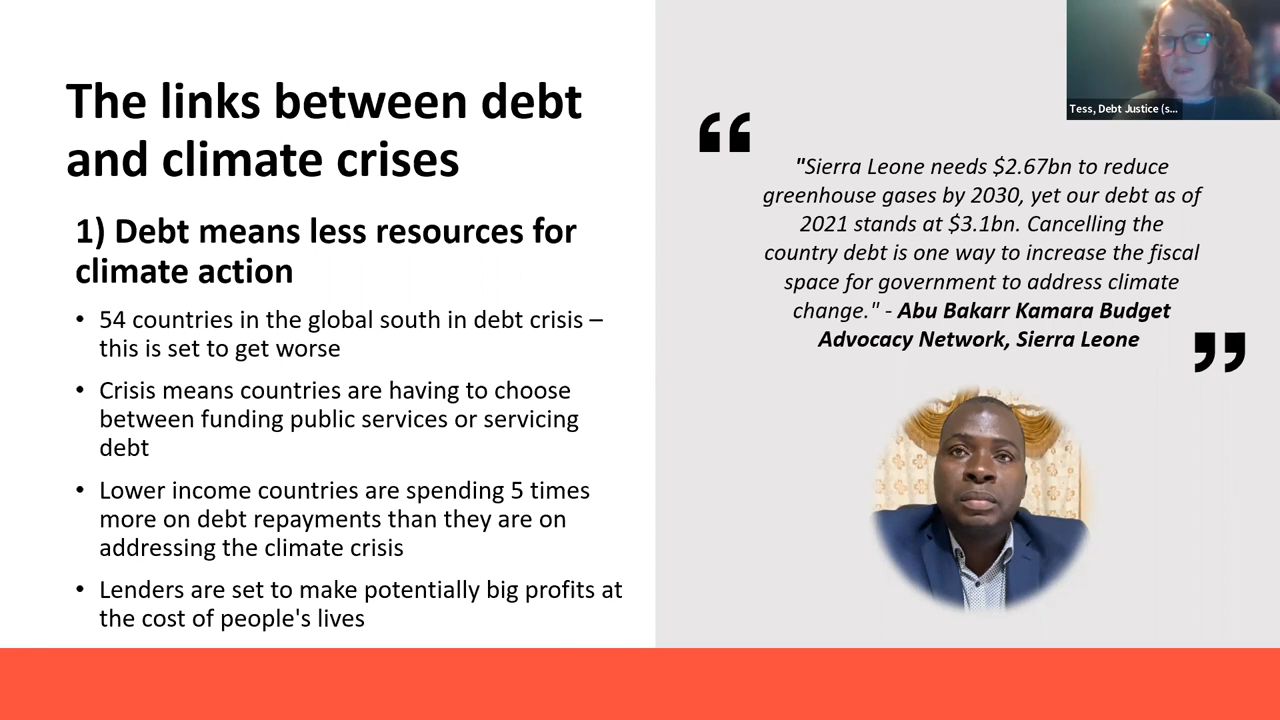 The links between debt
and climate crises
1) Debt means less resources for
climate action
• 54 countries in the global south in debt crisis –
this is set to get worse
• Crisis means countries are having to choose
between funding public services or servicing
debt
• Lower income countries are spending 5 times
more on debt repayments than they are on
addressing the climate crisis
• Lenders are set to make potentially big profits at
the cost of people's lives
Tess, Debt Justice (s...
“
"Sierra Leone needs $2.67bn to reduce
greenhouse gases by 2030, yet our debt as of
2021 stands at $3.1bn. Cancelling the
country debt is one way to increase the fiscal
space for government to address climate
change." - Abu Bakarr Kamara Budget
Advocacy Network, Sierra Leone
”